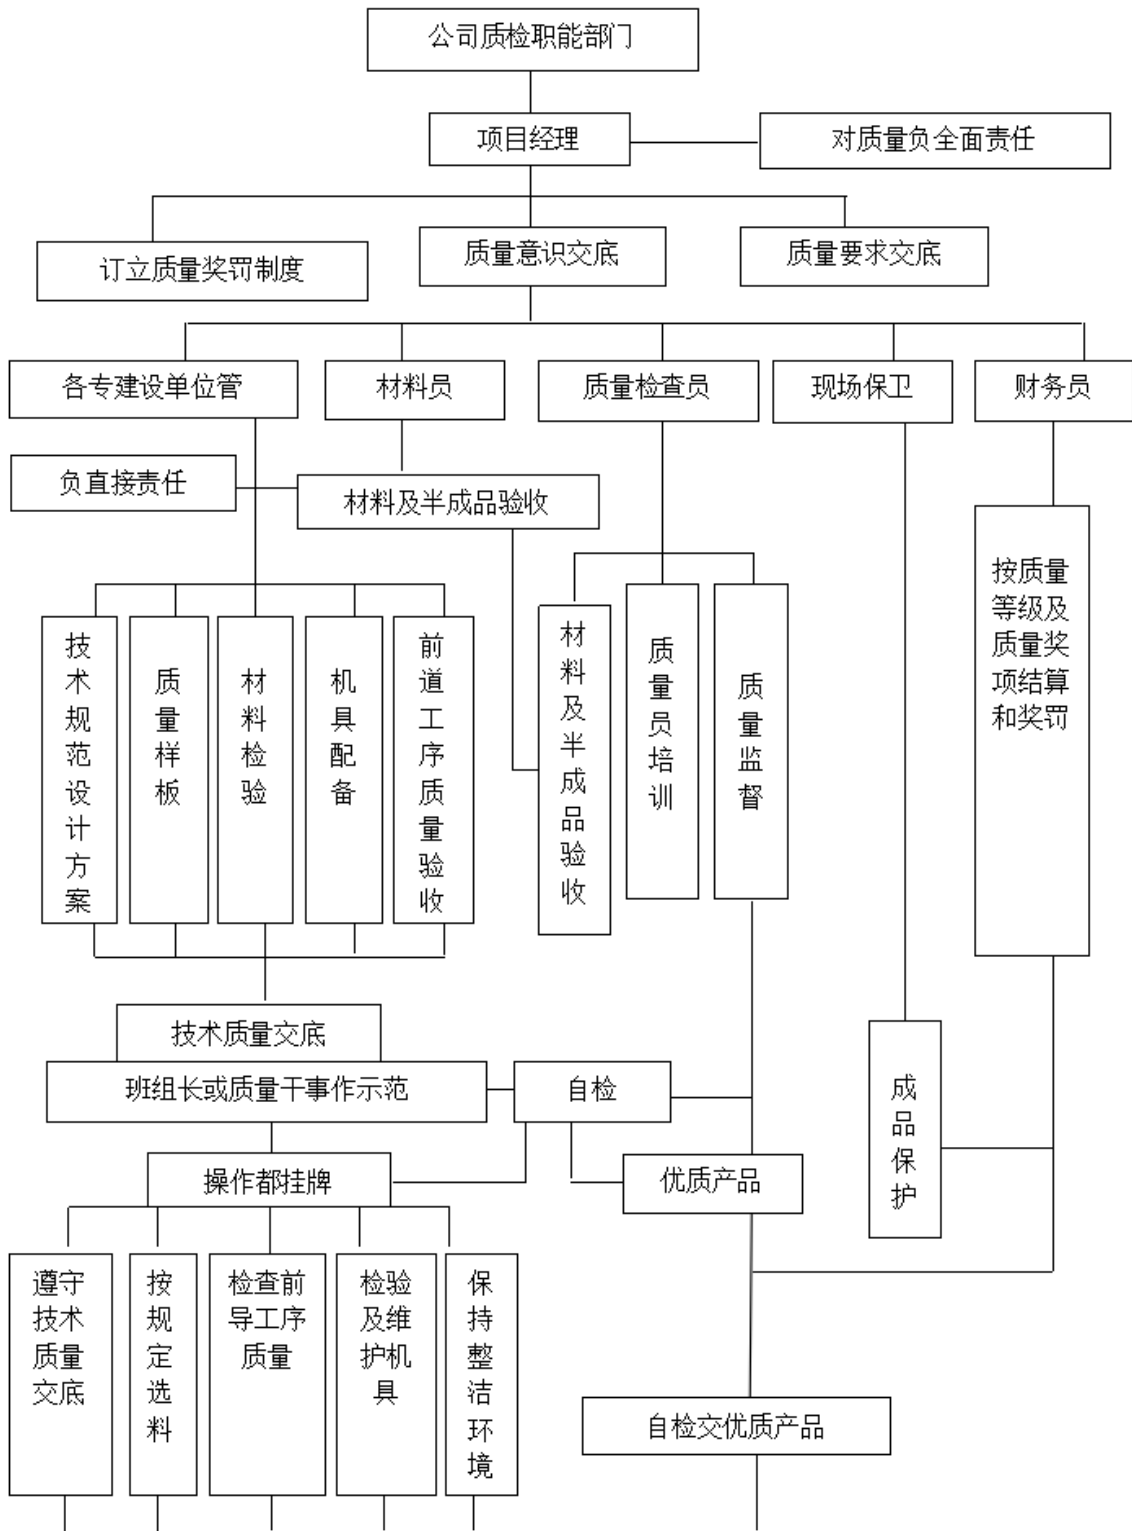 公司质检职能部门
项目经理
对质量负全面责任
订立质量奖罚制度
质量意识交底
质量要求交底
各专建设单位管
材料员
质量检查员
现场保卫
财务员
负直接责任
材料及半成品验收
技术规范设计方案
质量样板
材料检验
机具配备
前道工序质量验收
材料及半成品验收
质量员培训
质量监督
按质量
等级及
质量奖
项结算
和奖罚
技术质量交底
班组长或质量干事作示范
自检
成品保护
操作都挂牌
优质产品
遵守
技术
质量
交底
按规定选料
检查前
导工序
质量
检验
及维
护机
具
保持整洁环境
自检交优质产品